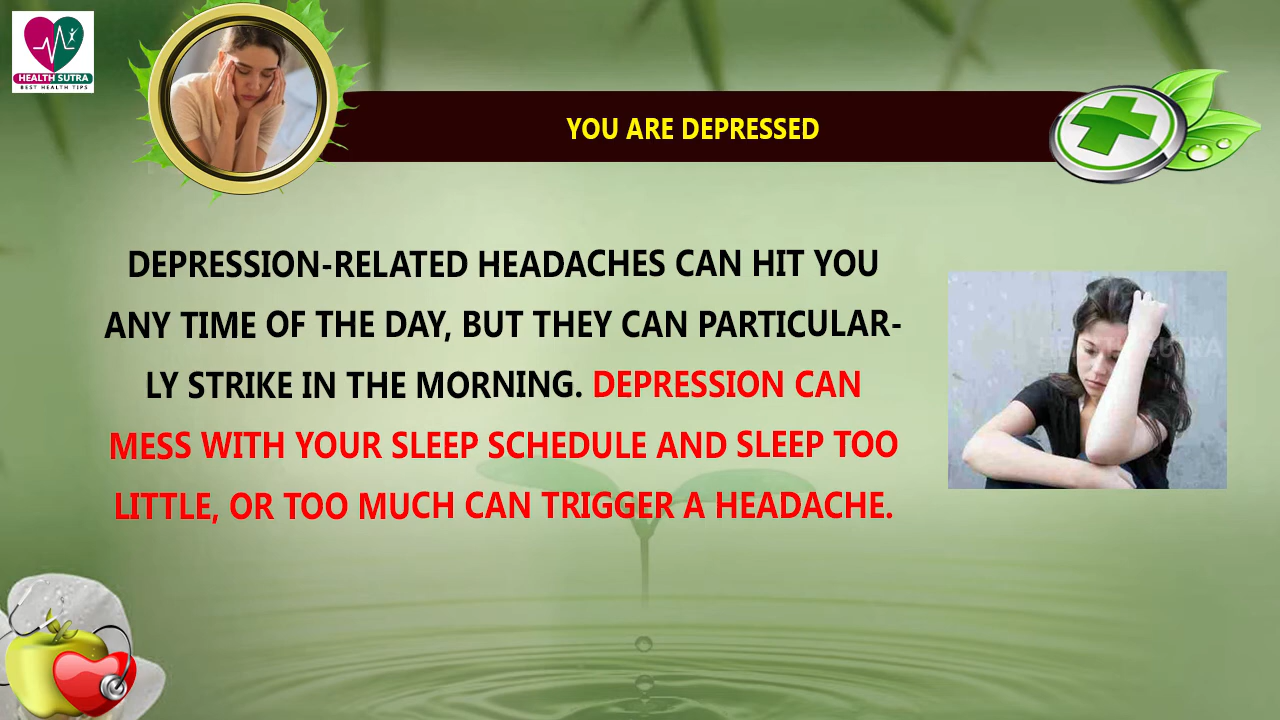 HEALTH SUTRA
BEST HEALTH TIPS
YOU ARE DEPRESSED
DEPRESSION-RELATED HEADACHES CAN HIT YOU
ANY TIME OF THE DAY, BUT THEY CAN PARTICULAR-
LY STRIKE IN THE MORNING. DEPRESSION CAN
MESS WITH YOUR SLEEP SCHEDULE AND SLEEP TOO
LITTLE, OR TOO MUCH CAN TRIGGER A HEADACHE.
HEALTH SUTRA